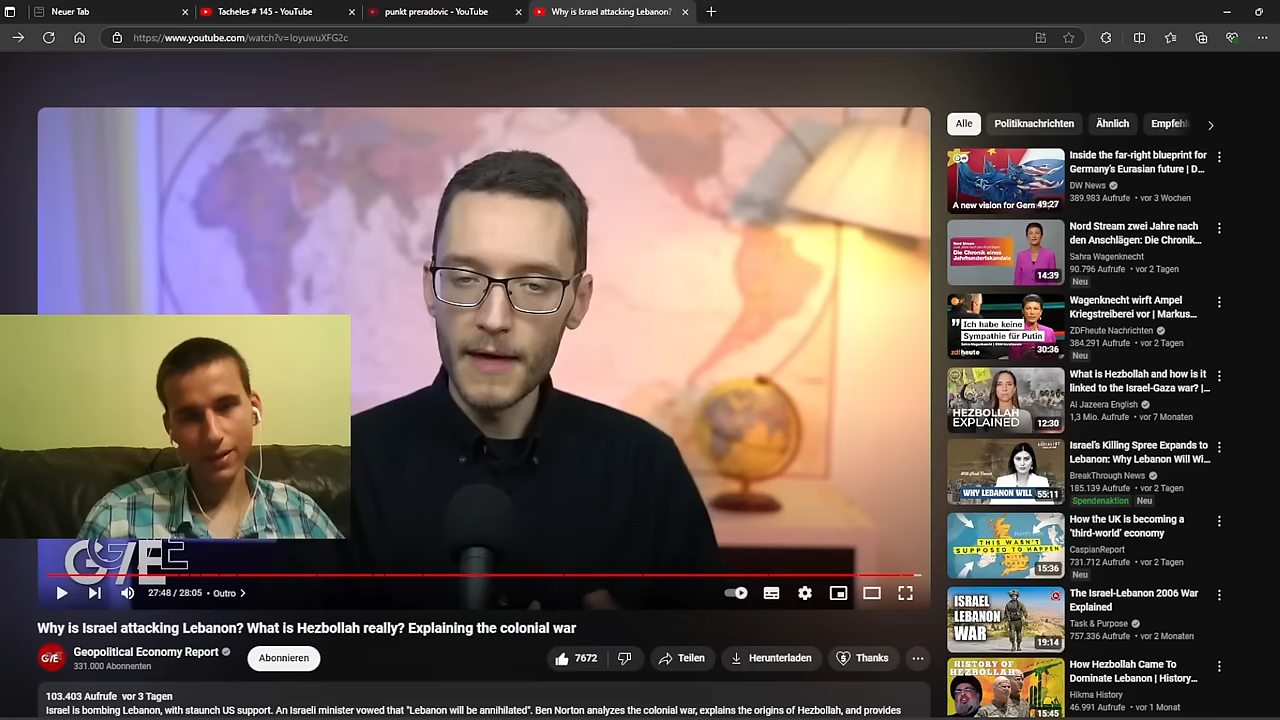 Neuer Tab
Tacheles # 145 - YouTube
punkt preradovic - YouTube
Why is Israel attacking Lebanon?
https://www.youtube.com/watch?v=loyuwuXFG2c
Alle
Politiknachrichten
Ähnlich
Empfehl
Inside the far-right blueprint for
Germany's Eurasian future | D...
DW News
389.983 Aufrufe • vor 3 Wochen
A new vision for Germ
49:27
Nord Stream zwei Jahre nach
den Anschlägen: Die Chronik...
Sahra Wagenknecht
90.796 Aufrufe • vor 2 Tagen
Neu
Die Chronik eines
Jahrhundertskandals
14:39
Wagenknecht wirft Ampel
Kriegstreiberei vor | Markus...
ZDFheute Nachrichten
384.291 Aufrufe • vor 2 Tagen
Neu
Ich habe keine
Sympathie für Putin
zdfheute
30:36
What is Hezbollah and how is it
linked to the Israel-Gaza war? |...
Al Jazeera English
1,3 Mio. Aufrufe • vor 7 Monaten
HEZBOLLAH
EXPLAINED
12:30
Israel's Killing Spree Expands to
Lebanon: Why Lebanon Will Wi...
BreakThrough News
185.139 Aufrufe • vor 2 Tagen
Spendenaktion
Neu
WHY LEBANON WILL
55:11
How the UK is becoming a
'third-world' economy
CaspianReport
731.712 Aufrufe • vor 2 Tagen
Neu
THIS WASN'T
SUPPOSED TO HAPPEN
15:36
The Israel-Lebanon 2006 War
Explained
Task & Purpose
757.336 Aufrufe • vor 2 Monaten
ISRAEL
LEBANON
WAR
19:14
How Hezbollah Came To
Dominate Lebanon | History...
Hikma History
46.991 Aufrufe • vor 1 Monat
HISTORY OF
HEZBOLLAH
15:45
27:48 / 28:05 • Outro
Why is Israel attacking Lebanon? What is Hezbollah really? Explaining the colonial war
Geopolitical Economy Report
331.000 Abonnenten
Abonnieren
7672
Teilen
Herunterladen
Thanks
103.403 Aufrufe vor 3 Tagen
Israel is bombing Lebanon, with staunch US support. An Israeli minister vowed that "Lebanon will be annihilated". Ben Norton analyzes the colonial war, explains the origins of Hezbollah, and provides